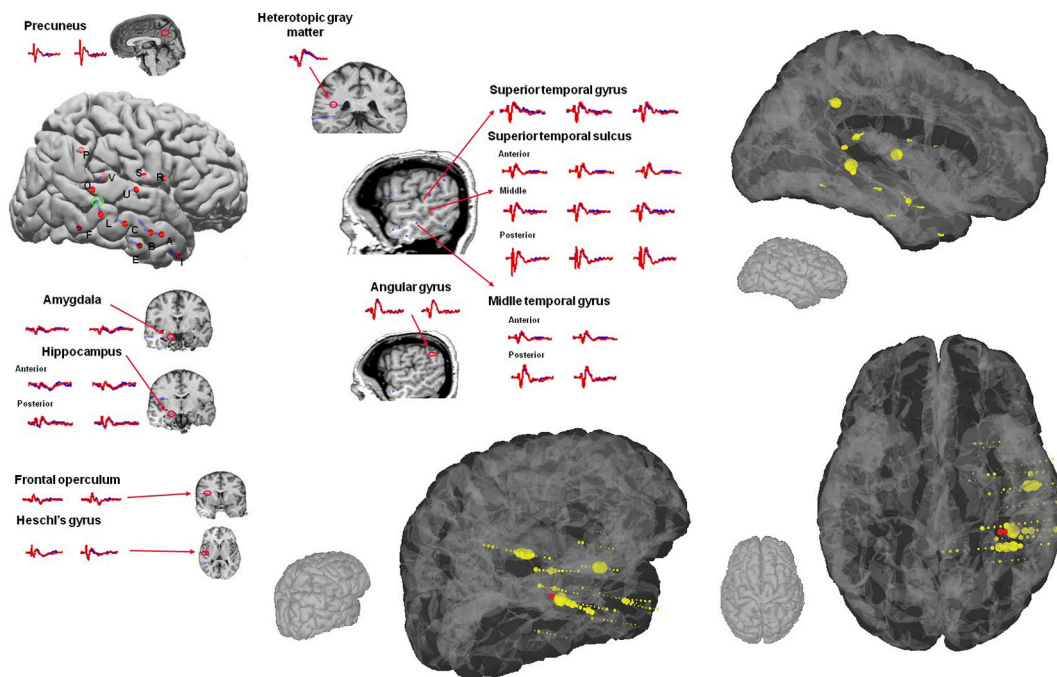 Precuneus
Heterotopic gray
matter
Superior temporal gyrus
Superior temporal sulcus
Anterior
Middle
Posterior
P
V
S
R
O
U
L
C
A
F
B
E
I
Amygdala
Hippocampus
Anterior
Posterior
Angular gyrus
Midlle temporal gyrus
Anterior
Posterior
Frontal operculum
Heschl's gyrus